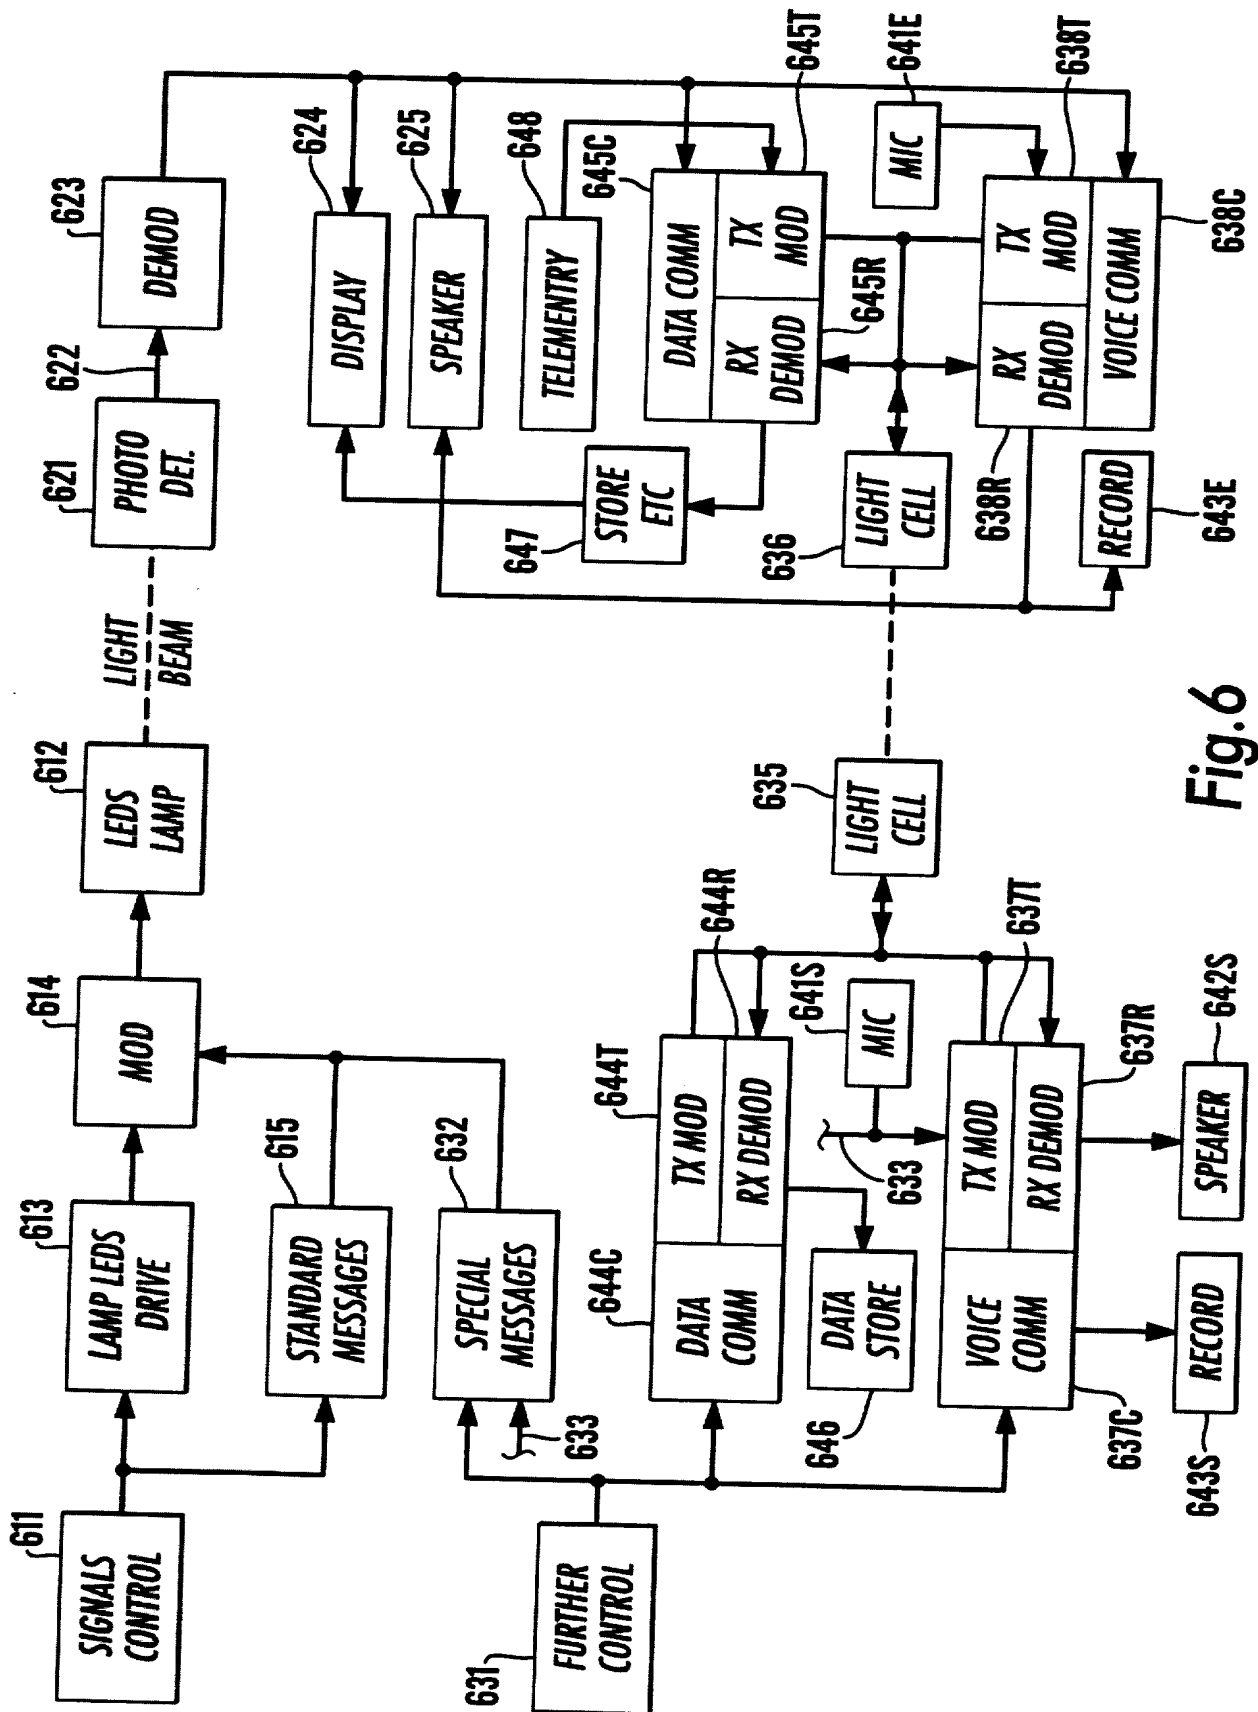 611
SIGNALS
CONTROL
613
LAMP LEDS
DRIVE
614
MOD
612
LEDS
LAMP
LIGHT
BEAM
621
PHOTO
DET.
622
623
DEMOD
615
STANDARD
MESSAGES
632
SPECIAL
MESSAGES
633
631
FURTHER
CONTROL
624
DISPLAY
625
SPEAKER
648
TELEMENTRY
647
STORE
ETC
645C
DATA COMM
645T
TX
MOD
RX
DEMOD
645R
641E
MIC
636
LIGHT
CELL
638T
TX
MOD
RX
DEMOD
638R
VOICE COMM
638C
RECORD
643E
635
LIGHT
CELL
644C
DATA
COMM
644T
TX MOD
644R
RX DEMOD
646
DATA
STORE
641S
MIC
633
637T
TX MOD
RX DEMOD
637R
VOICE
COMM
637C
643S
RECORD
SPEAKER
642S
Fig.6